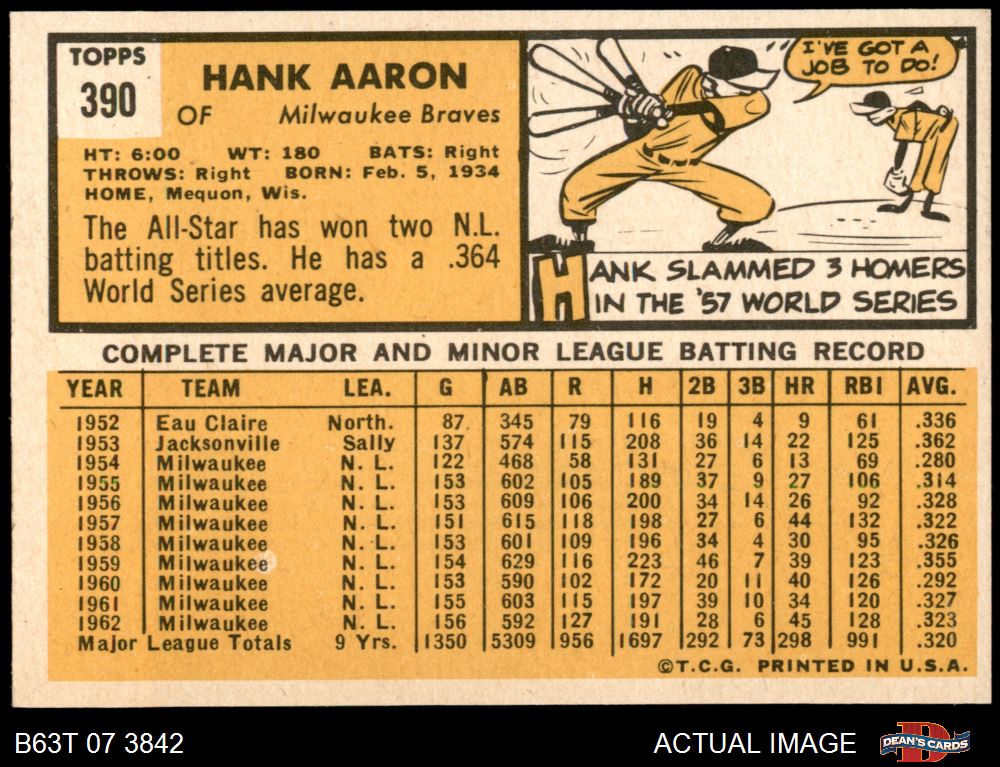 TOPPS
390
HANK AARON
OF Milwaukee Braves
HT: 6:00 WT: 180 BATS: Right
THROWS: Right BORN: Feb. 5, 1934
HOME, Mequon, Wis.
The All-Star has won two N.L.
batting titles. He has a .364
World Series average.
I'VE GOT A
JOB TO DO!
HANK SLAMMED 3 HOMERS
IN THE '57 WORLD SERIES
COMPLETE MAJOR AND MINOR LEAGUE BATTING RECORD
YEAR TEAM LEA. G AB R H 2B 3B HR RBI AVG.
1952 Eau Claire North. 87 345 79 116 19 4 9 61 .336
1953 Jacksonville Sally 137 574 115 208 36 14 22 125 .362
1954 Milwaukee N. L. 122 468 58 131 27 6 13 69 .280
1955 Milwaukee N. L. 153 602 105 189 37 9 27 106 .314
1956 Milwaukee N. L. 153 609 106 200 34 14 26 92 .328
1957 Milwaukee N. L. 151 615 118 198 27 6 44 132 .322
1958 Milwaukee N. L. 153 601 109 196 34 4 30 95 .326
1959 Milwaukee N. L. 154 629 116 223 46 7 39 123 .355
1960 Milwaukee N. L. 153 590 102 172 20 11 40 126 .292
1961 Milwaukee N. L. 155 603 115 197 39 10 34 120 .327
1962 Milwaukee N. L. 156 592 127 191 28 6 45 128 .323
Major League Totals 9 Yrs. 1350 5309 956 1697 292 73 298 991 .320
©T.C.G. PRINTED IN U.S.A.
B63T 07 3842 ACTUAL IMAGE DEAN'S CARDS